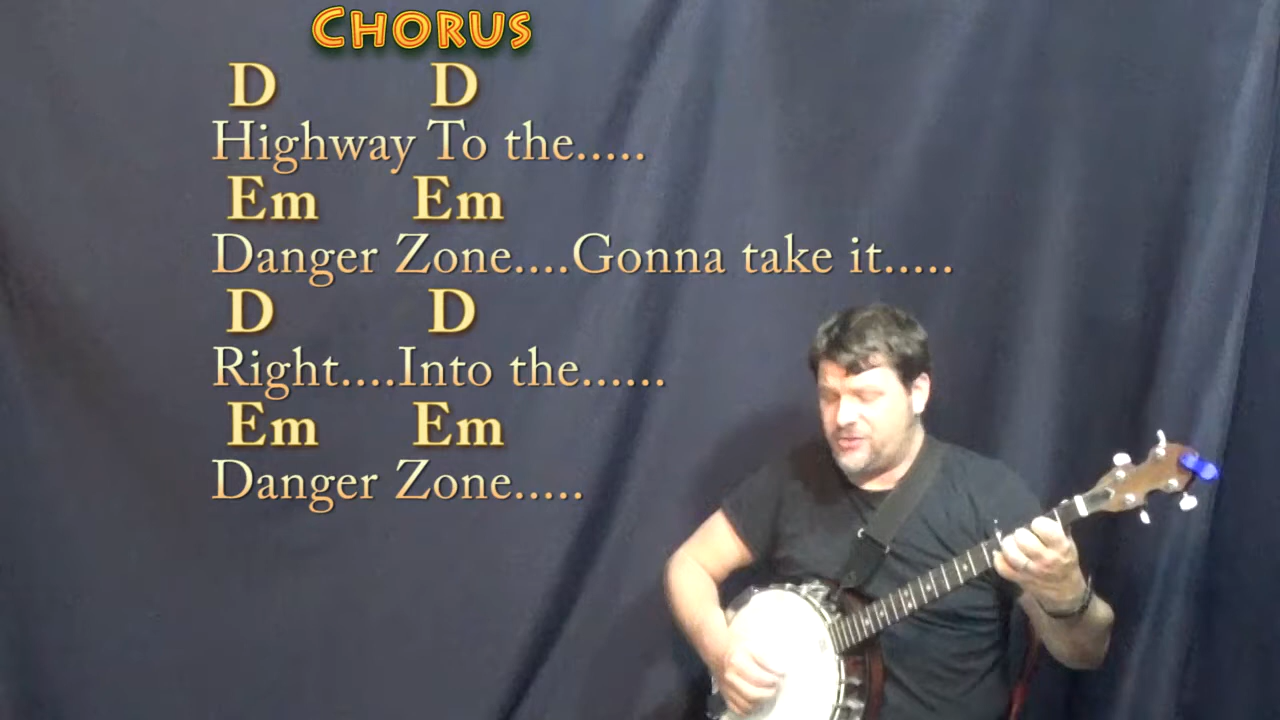 CHORUS
D D
Highway To the.....
Em Em
Danger Zone....Gonna take it.....
D D
Right....Into the......
Em Em
Danger Zone.....